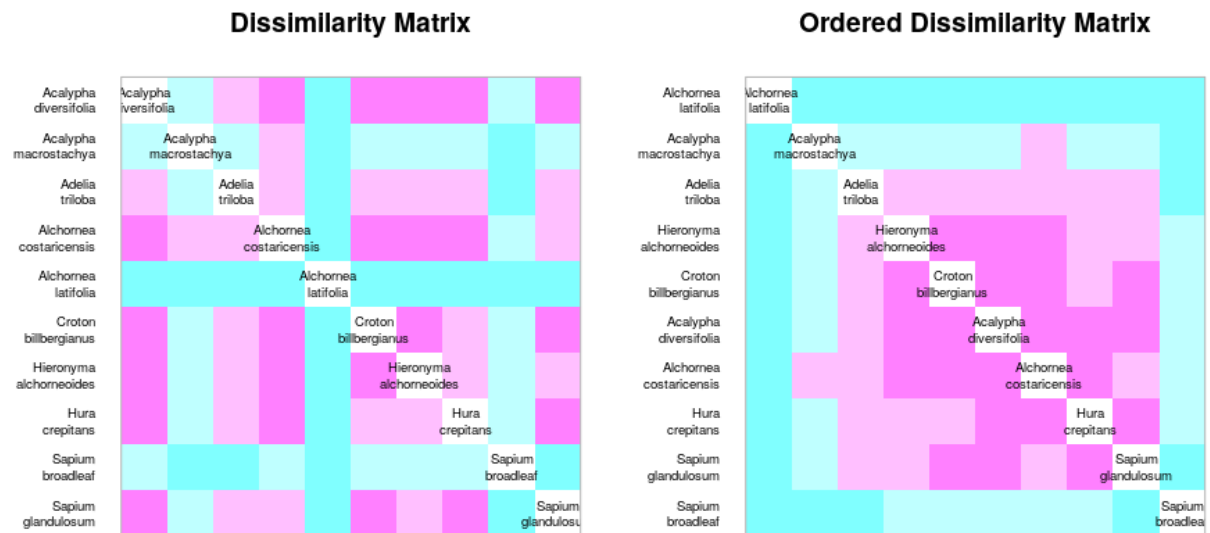 Dissimilarity Matrix
Acalypha
diversifolia
Acalypha
iversifolia
Acalypha
macrostachya
Acalypha
macrostachya
Adelia
triloba
Adelia
triloba
Alchornea
costaricensis
Alchornea
costaricensis
Alchornea
latifolia
Alchornea
latifolia
Croton
billbergianus
Croton
billbergianus
Hieronyma
alchorneoides
Hieronyma
alchorneoides
Hura
crepitans
Hura
crepitans
Sapium
broadleaf
Sapium
broadleaf
Sapium
glandulosum
Sapium
glandulosu
Ordered Dissimilarity Matrix
Alchornea
latifolia
Alchornea
latifolia
Acalypha
macrostachya
Acalypha
macrostachya
Adelia
triloba
Adelia
triloba
Hieronyma
alchorneoides
Hieronyma
alchorneoides
Croton
billbergianus
Croton
billbergianus
Acalypha
diversifolia
Acalypha
diversifolia
Alchornea
costaricensis
Alchornea
costaricensis
Hura
crepitans
Hura
crepitans
Sapium
glandulosum
Sapium
glandulosum
Sapium
broadleaf
Sapium
broadlea